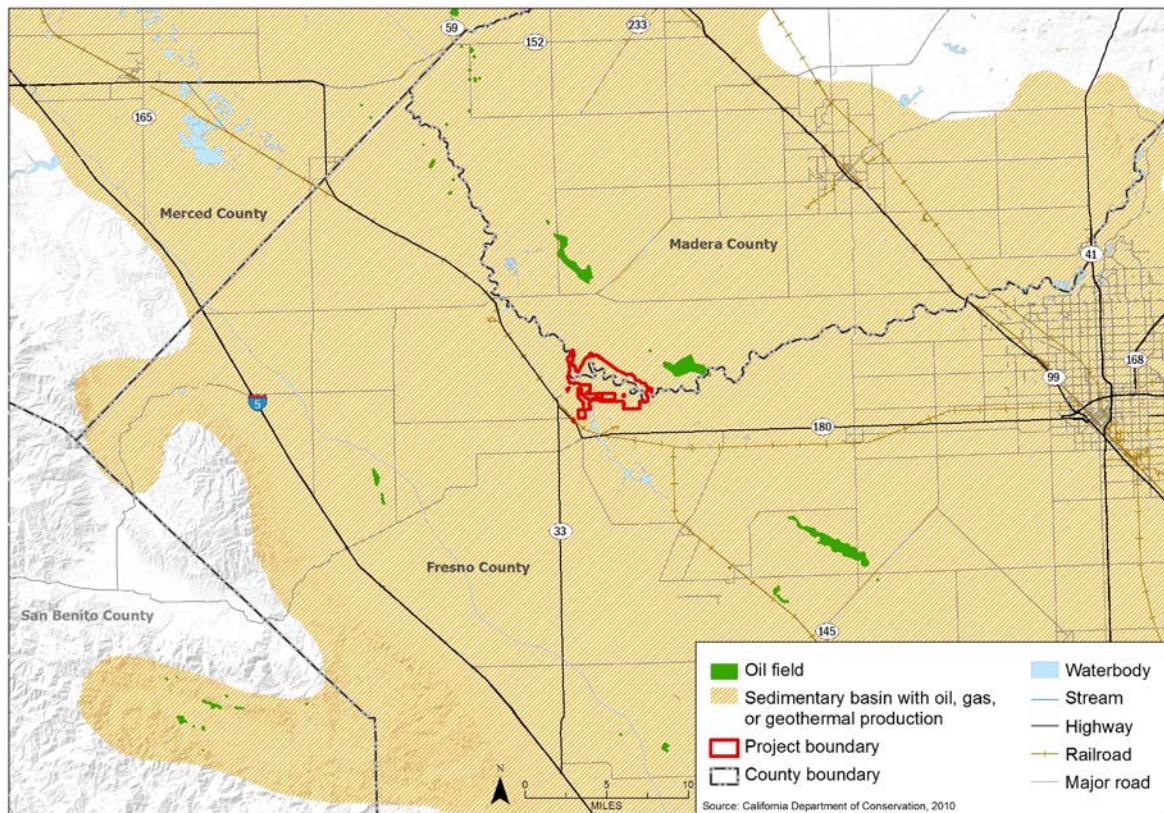 59
233
152
165
Merced County
Madera County
41
168
99
5
180
33
Fresno County
San Benito County
145
Oil field
Sedimentary basin with oil, gas,
or geothermal production
Project boundary
County boundary
Waterbody
Stream
Highway
Railroad
Major road
N
0 5 10
MILES
Source: California Department of Conservation, 2010